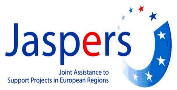 Jaspers
Joint Assistance to
Support Projects in European Regions